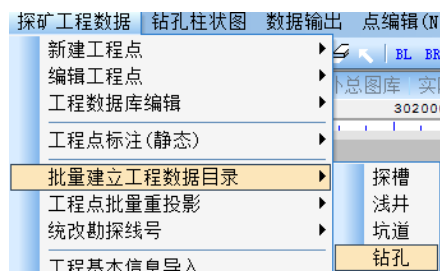 探矿工程数据 钻孔柱状图 数据输出 点编辑(N
新建工程点
BL BR
编辑工程点
总图库 实
工程数据库编辑
30200
工程点标注(静态)
批量建立工程数据目录
探槽
工程点批量重投影
浅井
统改勘探线号
坑道
钻孔
工程基本信息导入